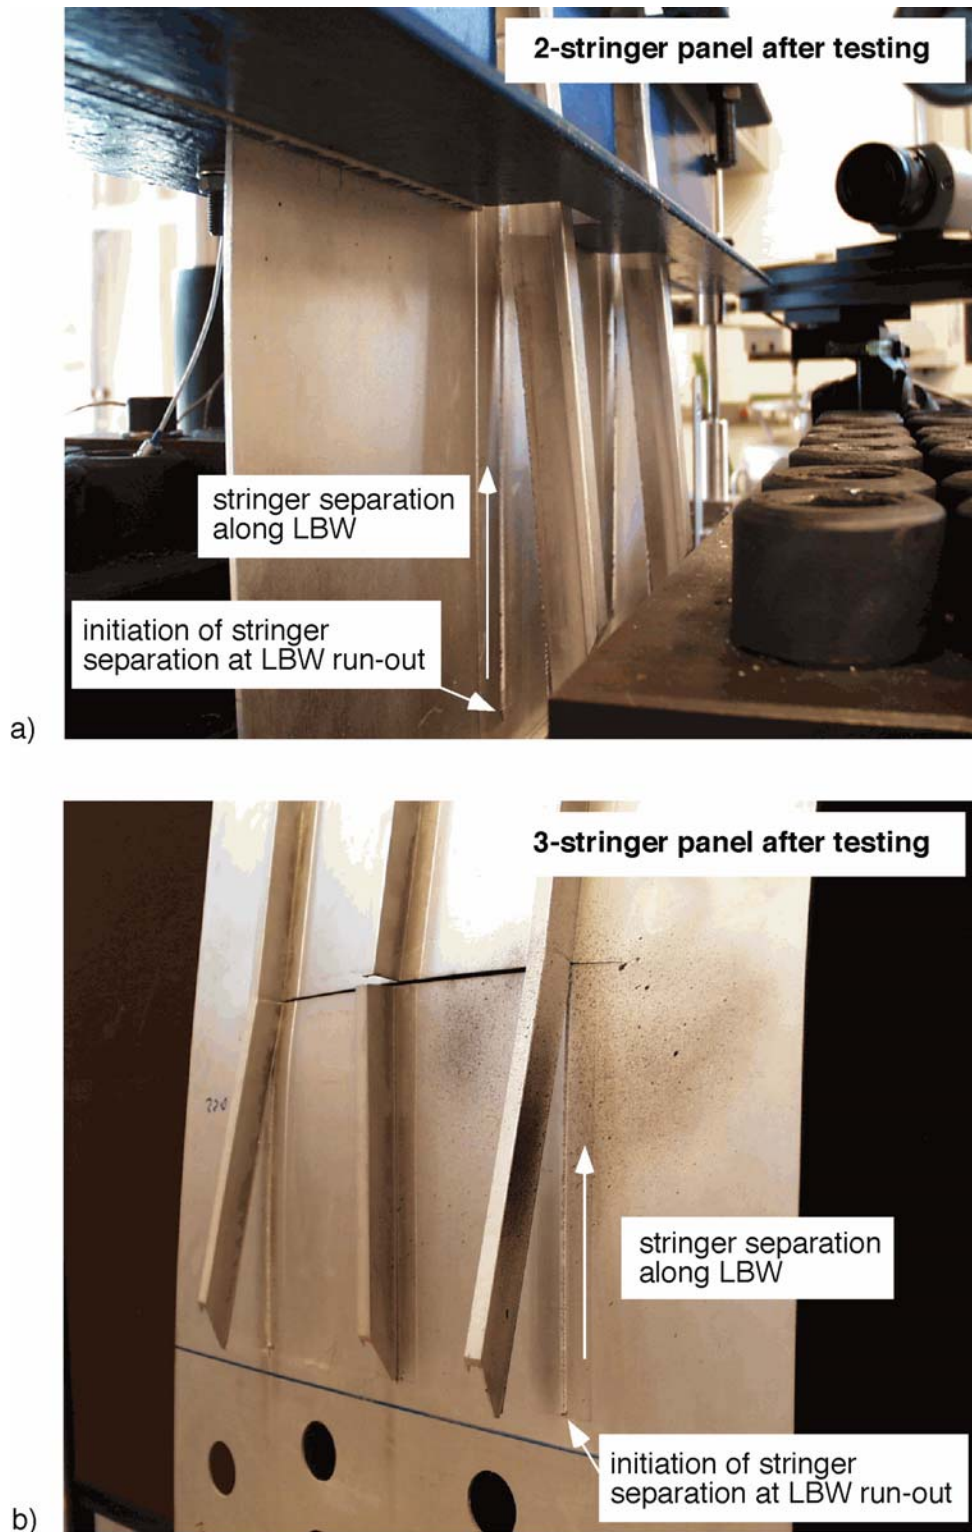 2-stringer panel after testing
stringer separation
along LBW
initiation of stringer
separation at LBW run-out
a)
3-stringer panel after testing
220
stringer separation
along LBW
initiation of stringer
separation at LBW run-out
b)